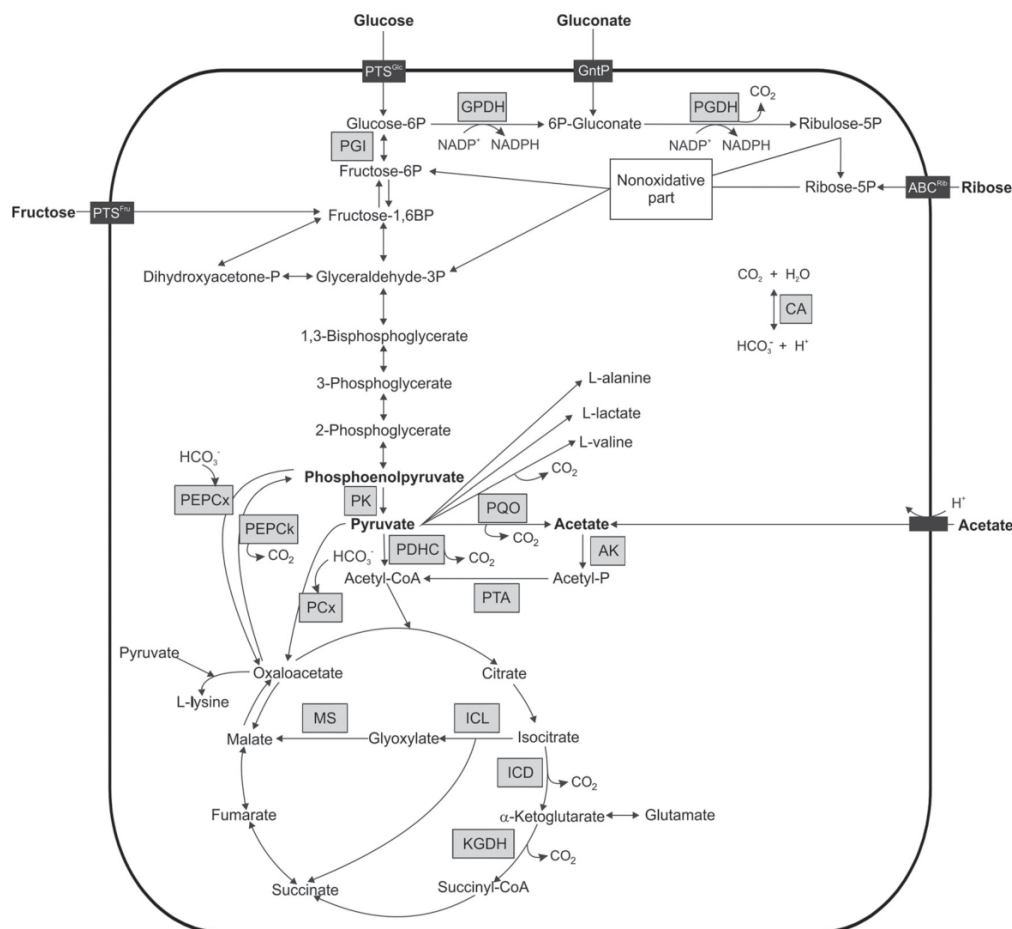 Glucose
Gluconate
PTS^Glc
GntP
CO₂
GPDH
PGDH
Glucose-6P
6P-Gluconate
Ribulose-5P
NADP⁺
NADPH
NADP⁺
NADPH
PGI
Fructose-6P
Nonoxidative
part
Ribose-5P
ABC^Rib
Ribose
Fructose
PTS^Fru
Fructose-1,6BP
Dihydroxyacetone-P
Glyceraldehyde-3P
CO₂ + H₂O
CA
HCO₃⁻ + H⁺
1,3-Bisphosphoglycerate
3-Phosphoglycerate
L-alanine
L-lactate
2-Phosphoglycerate
L-valine
HCO₃⁻
CO₂
Phosphoenolpyruvate
PEPCx
PK
PQO
H⁺
PEPCk
Pyruvate
Acetate
Acetate
CO₂
CO₂
PDHC
CO₂
AK
HCO₃⁻
Acetyl-CoA
Acetyl-P
PCx
PTA
Pyruvate
Oxaloacetate
Citrate
L-lysine
MS
ICL
Malate
Glyoxylate
Isocitrate
ICD
CO₂
Fumarate
α-Ketoglutarate
Glutamate
KGDH
CO₂
Succinate
Succinyl-CoA